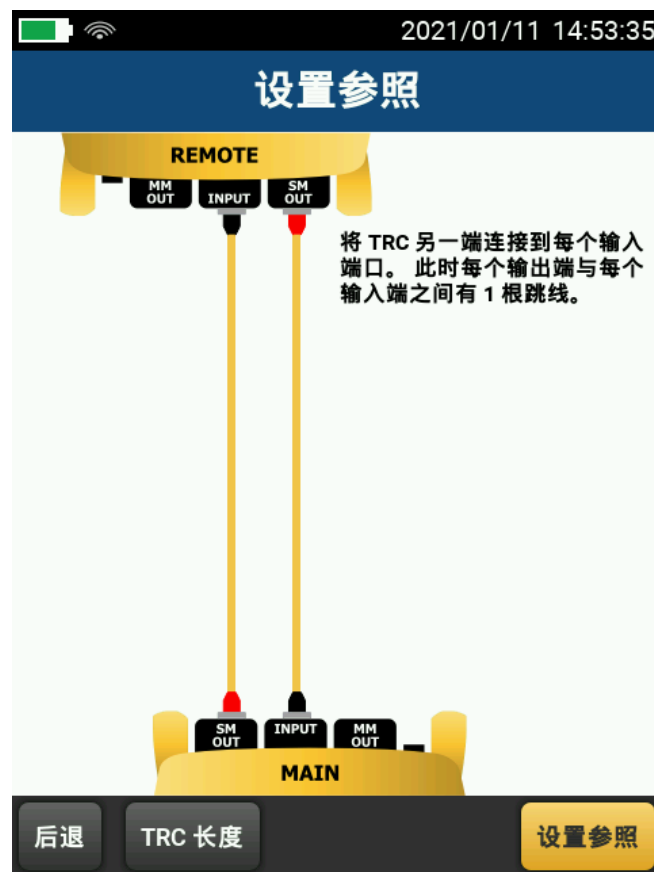 2021/01/11 14:53:35
设置参照
REMOTE
MM OUT
INPUT
SM OUT
将 TRC 另一端连接到每个输入
端口。 此时每个输出端与每个
输入端之间有 1 根跳线。
SM OUT
INPUT
MM OUT
MAIN
后退
TRC 长度
设置参照